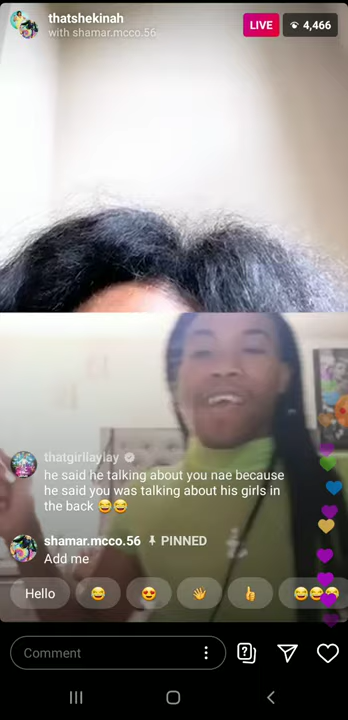 thatshekinah
with shamar.mcco.56
LIVE
4,466
thatgirllaylay
he said he talking about you nae because
he said you was talking about his girls in
the back 😂😂
shamar.mcco.56 PINNED
Add me
Hello 😂 😍 👋 👍 😂😂😂
Comment